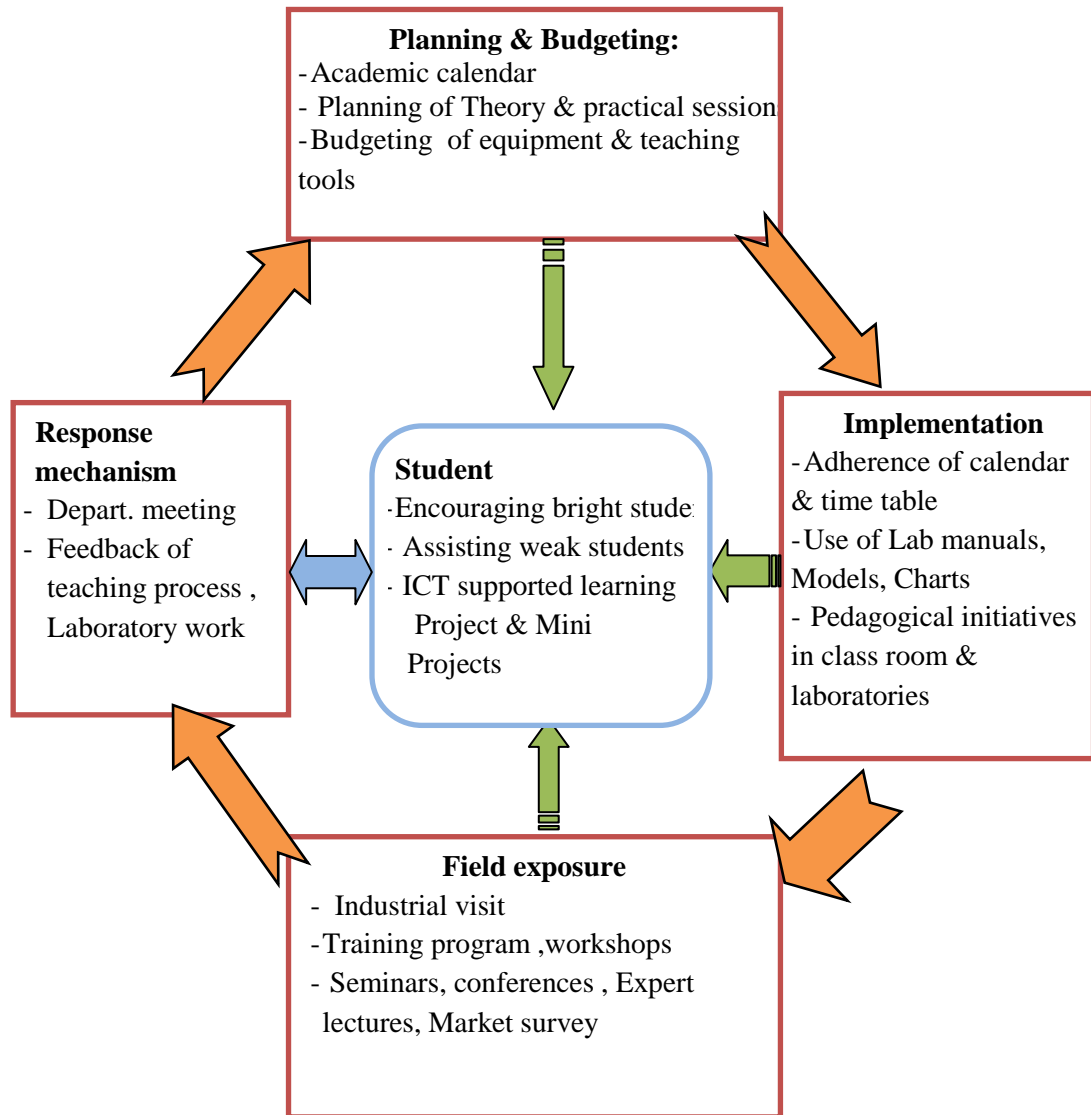 Planning & Budgeting:
-Academic calendar
- Planning of Theory & practical session
-Budgeting of equipment & teaching
tools
Response
mechanism
- Depart. meeting
- Feedback of
teaching process ,
Laboratory work
Student
-Encouraging bright stude
- Assisting weak students
- ICT supported learning
Project & Mini
Projects
Implementation
-Adherence of calendar
& time table
-Use of Lab manuals,
Models, Charts
- Pedagogical initiatives
in class room &
laboratories
Field exposure
- Industrial visit
-Training program ,workshops
- Seminars, conferences , Expert
lectures, Market survey